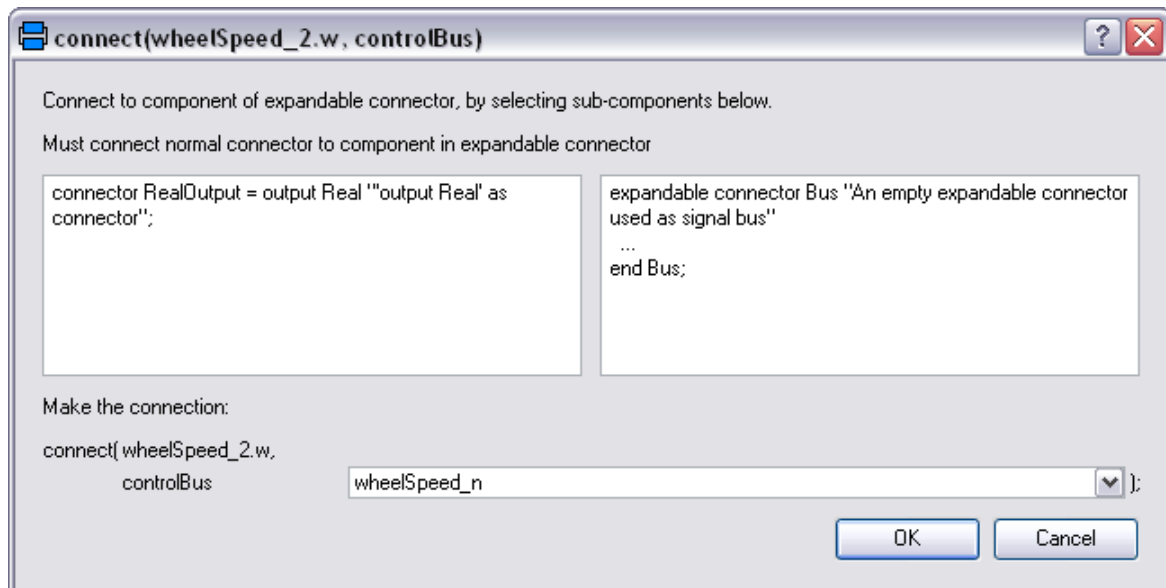 connect(wheelSpeed_2.w, controlBus)
?
Connect to component of expandable connector, by selecting sub-components below.
Must connect normal connector to component in expandable connector
connector RealOutput = output Real "'output Real' as
connector";
expandable connector Bus "An empty expandable connector
used as signal bus"
...
end Bus;
Make the connection:
connect( wheelSpeed_2.w,
controlBus wheelSpeed_n );
OK Cancel